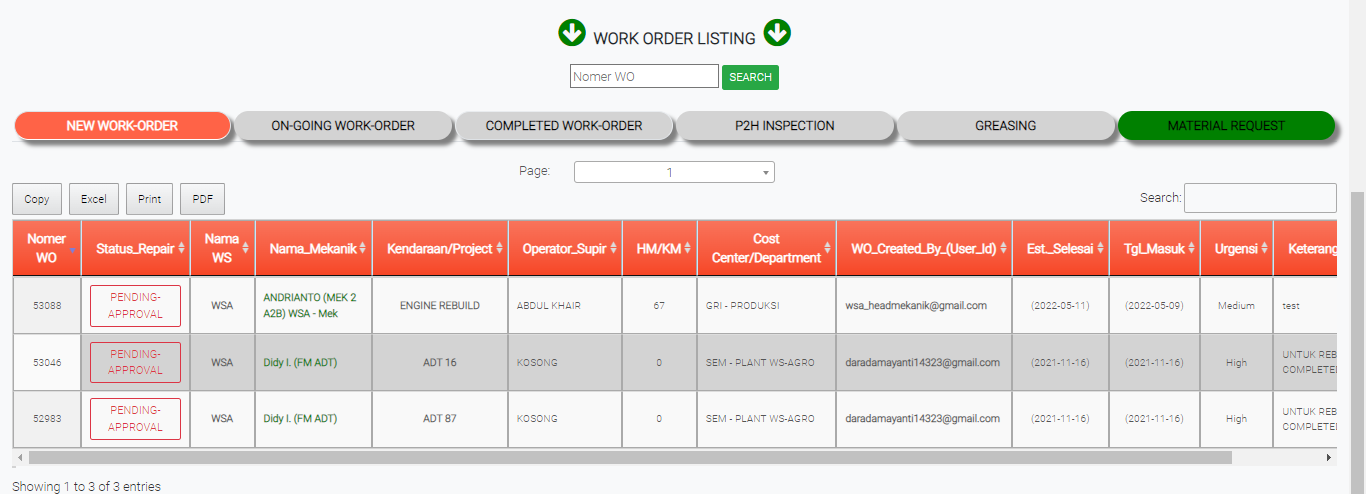 WORK ORDER LISTING
Nomer WO SEARCH
NEW WORK-ORDER ON-GOING WORK-ORDER COMPLETED WORK-ORDER P2H INSPECTION GREASING MATERIAL REQUEST
Page: 1
Copy Excel Print PDF Search:
Nomer WO Status_Repair Nama WS Nama_Mekanik Kendaraan/Project Operator_Supir HM/KM Cost Center/Department WO_Created_By_(User_Id) Est._Selesai Tgl_Masuk Urgensi Keterang
53088 PENDING-APPROVAL WSA ANDRIANTO (MEK 2 A2B) WSA - Mek ENGINE REBUILD ABDUL KHAIR 67 GRI - PRODUKSI wsa_headmekanik@gmail.com (2022-05-11) (2022-05-09) Medium test
53046 PENDING-APPROVAL WSA Didy I. (FM ADT) ADT 16 KOSONG 0 SEM - PLANT WS-AGRO daradamayanti14323@gmail.com (2021-11-16) (2021-11-16) High UNTUK REB COMPLETE
52983 PENDING-APPROVAL WSA Didy I. (FM ADT) ADT 87 KOSONG 0 SEM - PLANT WS-AGRO daradamayanti14323@gmail.com (2021-11-16) (2021-11-16) High UNTUK REB COMPLETE
Showing 1 to 3 of 3 entries